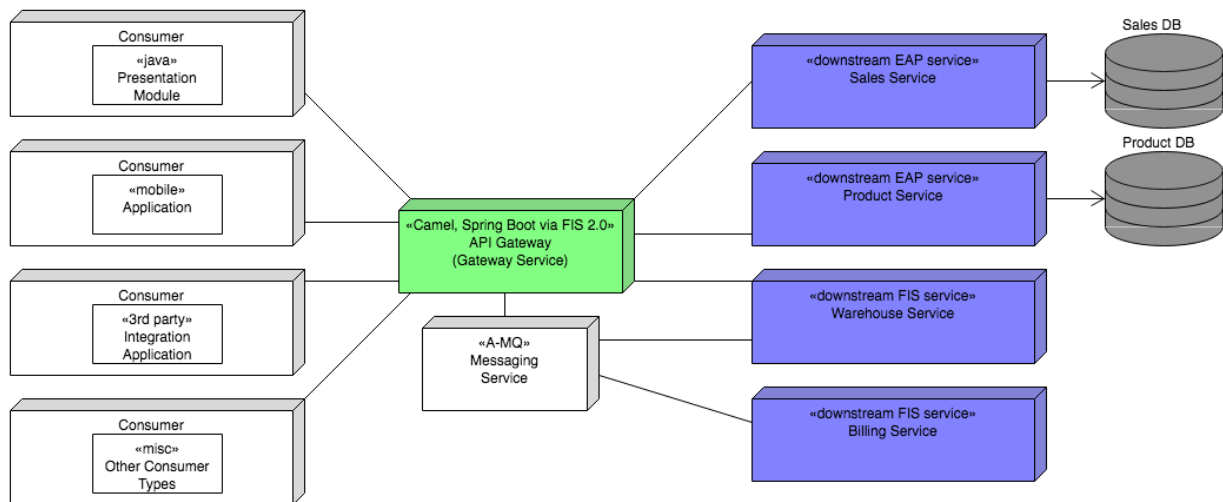 Consumer
«java»
Presentation
Module
Consumer
«mobile»
Application
Consumer
«3rd party»
Integration
Application
Consumer
«misc»
Other Consumer
Types
«Camel, Spring Boot via FIS 2.0»
API Gateway
(Gateway Service)
«A-MQ»
Messaging
Service
«downstream EAP service»
Sales Service
«downstream EAP service»
Product Service
«downstream FIS service»
Warehouse Service
«downstream FIS service»
Billing Service
Sales DB
Product DB